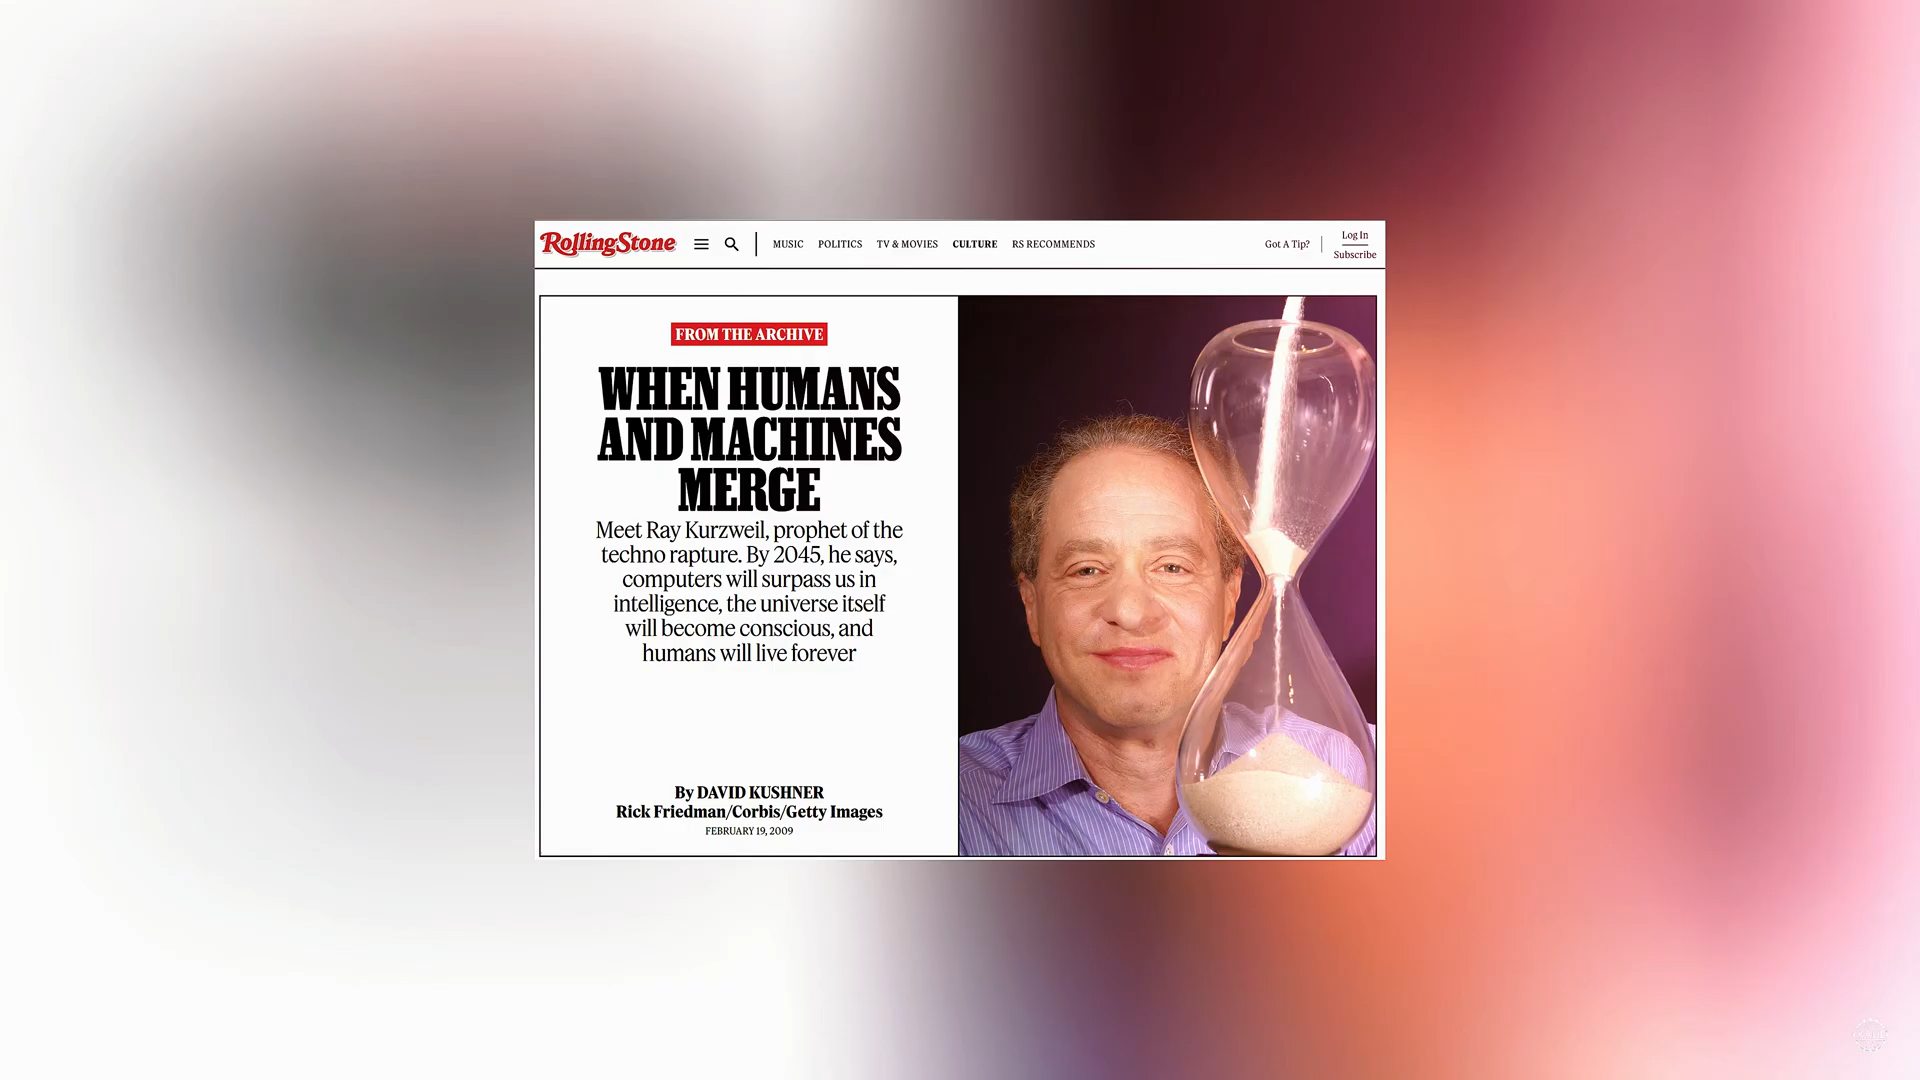 RollingStone
MUSIC POLITICS TV & MOVIES CULTURE RS RECOMMENDS
Got A Tip?
Log In
Subscribe
FROM THE ARCHIVE
WHEN HUMANS
AND MACHINES
MERGE
Meet Ray Kurzweil, prophet of the
techno rapture. By 2045, he says,
computers will surpass us in
intelligence, the universe itself
will become conscious, and
humans will live forever
By DAVID KUSHNER
Rick Friedman/Corbis/Getty Images
FEBRUARY 19, 2009